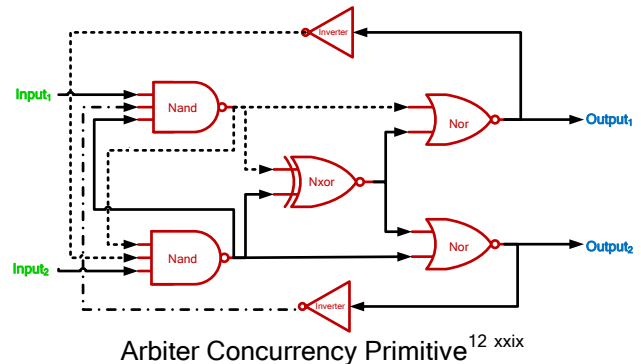 Inverter
Input₁
Nand
Nor
Output₁
Nxor
Nand
Nor
Output₂
Input₂
Inverter
Arbiter Concurrency Primitive¹² ˣˣⁱˣ